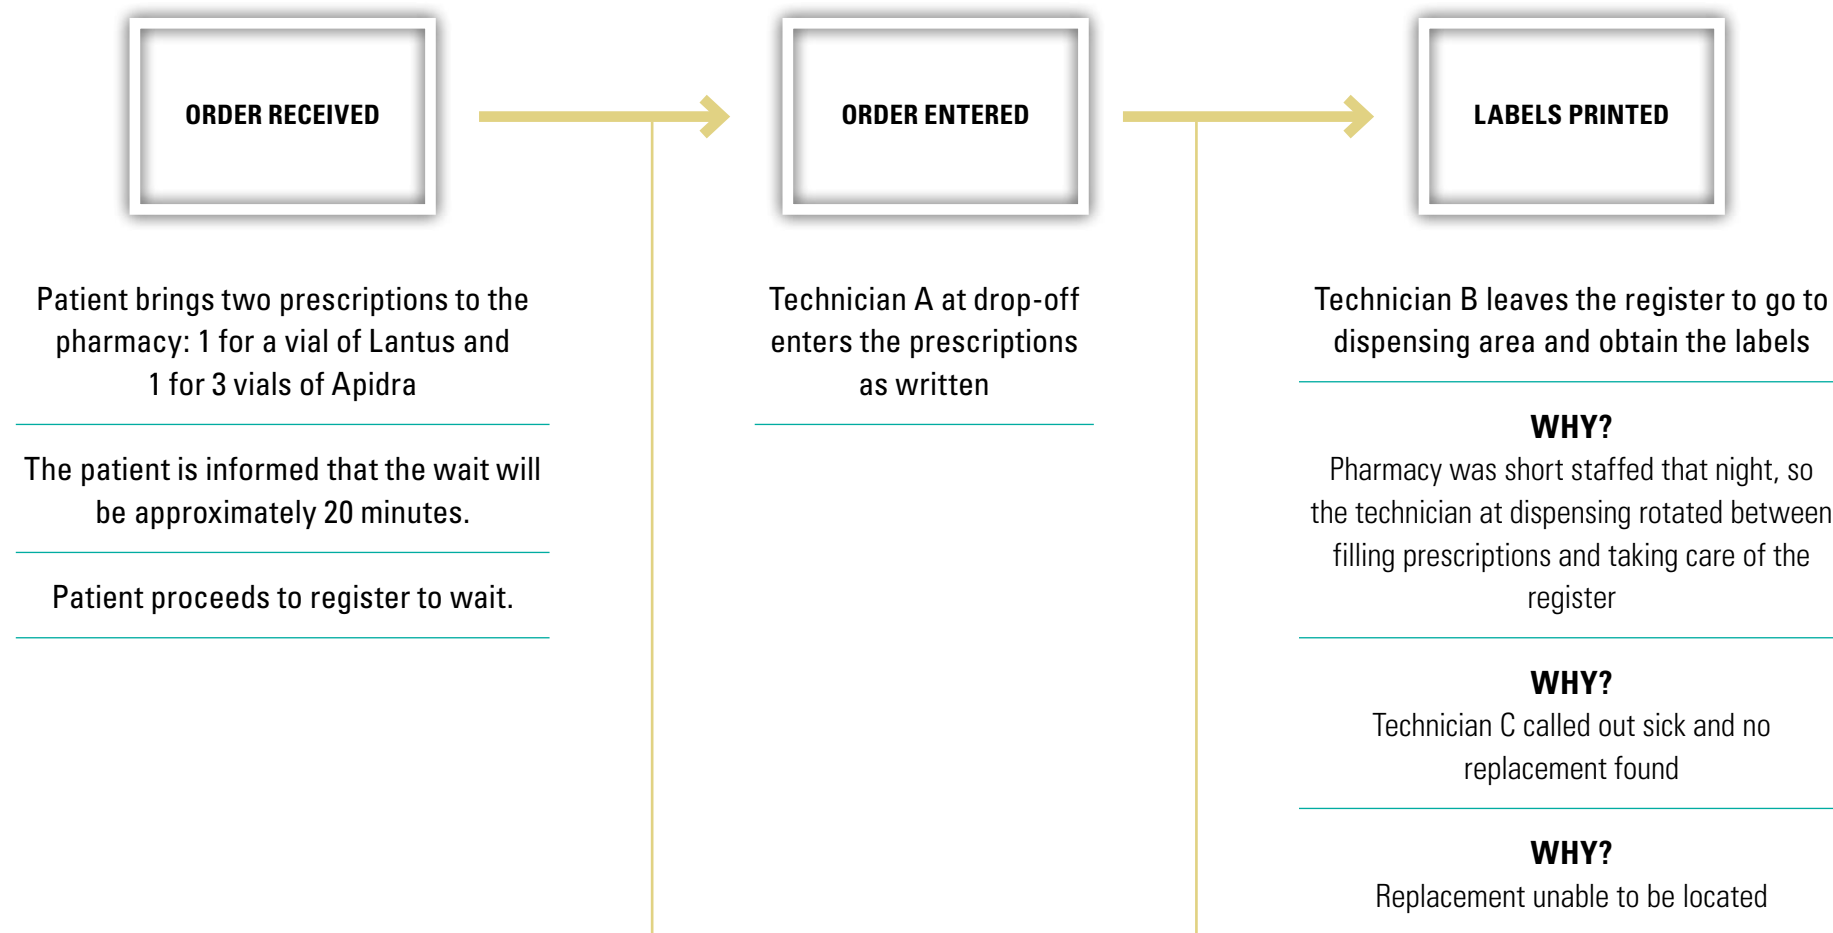 ORDER RECEIVED
Patient brings two prescriptions to the
pharmacy: 1 for a vial of Lantus and
1 for 3 vials of Apidra
The patient is informed that the wait will
be approximately 20 minutes.
Patient proceeds to register to wait.
ORDER ENTERED
Technician A at drop-off
enters the prescriptions
as written
LABELS PRINTED
Technician B leaves the register to go to
dispensing area and obtain the labels
WHY?
Pharmacy was short staffed that night, so
the technician at dispensing rotated between
filling prescriptions and taking care of the
register
WHY?
Technician C called out sick and no
replacement found
WHY?
Replacement unable to be located